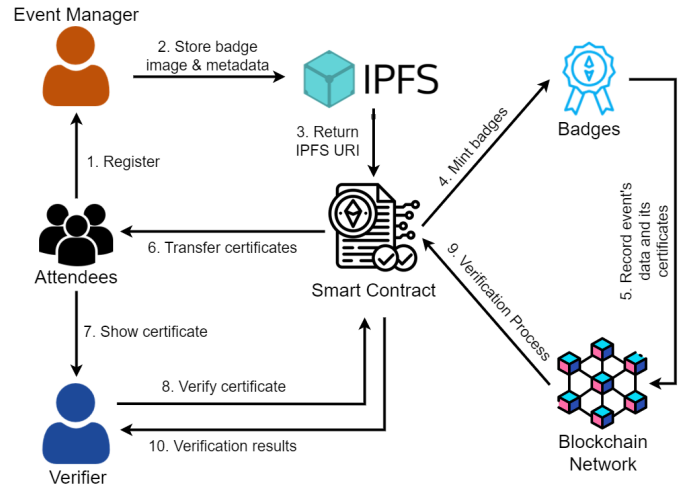 Event Manager
2. Store badge
image & metadata
IPFS
3. Return
IPFS URI
4. Mint badges
Badges
1. Register
5. Record event's
data and its
certificates
6. Transfer certificates
Attendees
Smart Contract
9. Verification Process
7. Show certificate
8. Verify certificate
10. Verification results
Verifier
Blockchain
Network